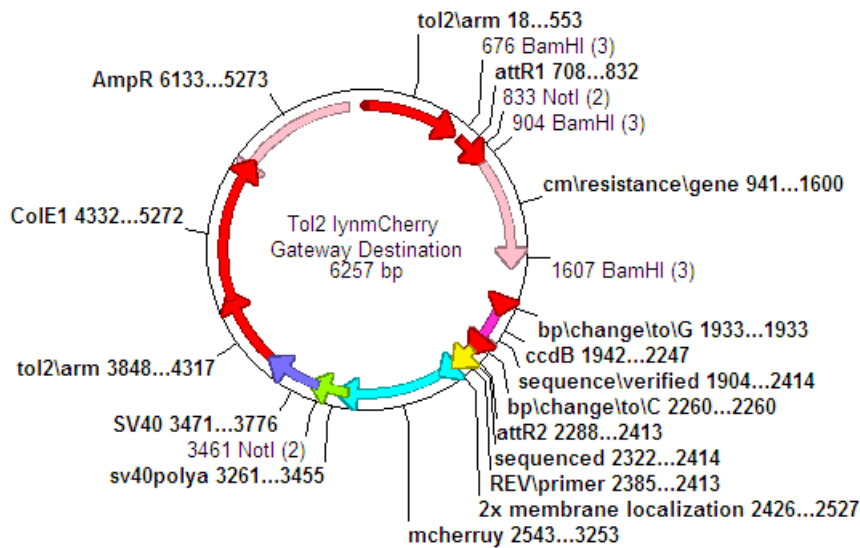 tol2\arm 18...553
676 BamHI (3)
attR1 708...832
833 NotI (2)
904 BamHI (3)
cm\resistance\gene 941...1600
1607 BamHI (3)
bp\change\to\G 1933...1933
ccdB 1942...2247
sequence\verified 1904...2414
bp\change\to\C 2260...2260
attR2 2288...2413
sequenced 2322...2414
REV\primer 2385...2413
2x membrane localization 2426...2527
mcherruy 2543...3253
sv40polya 3261...3455
3461 NotI (2)
SV40 3471...3776
tol2\arm 3848...4317
ColE1 4332...5272
AmpR 6133...5273
Tol2 lynmCherry
Gateway Destination
6257 bp